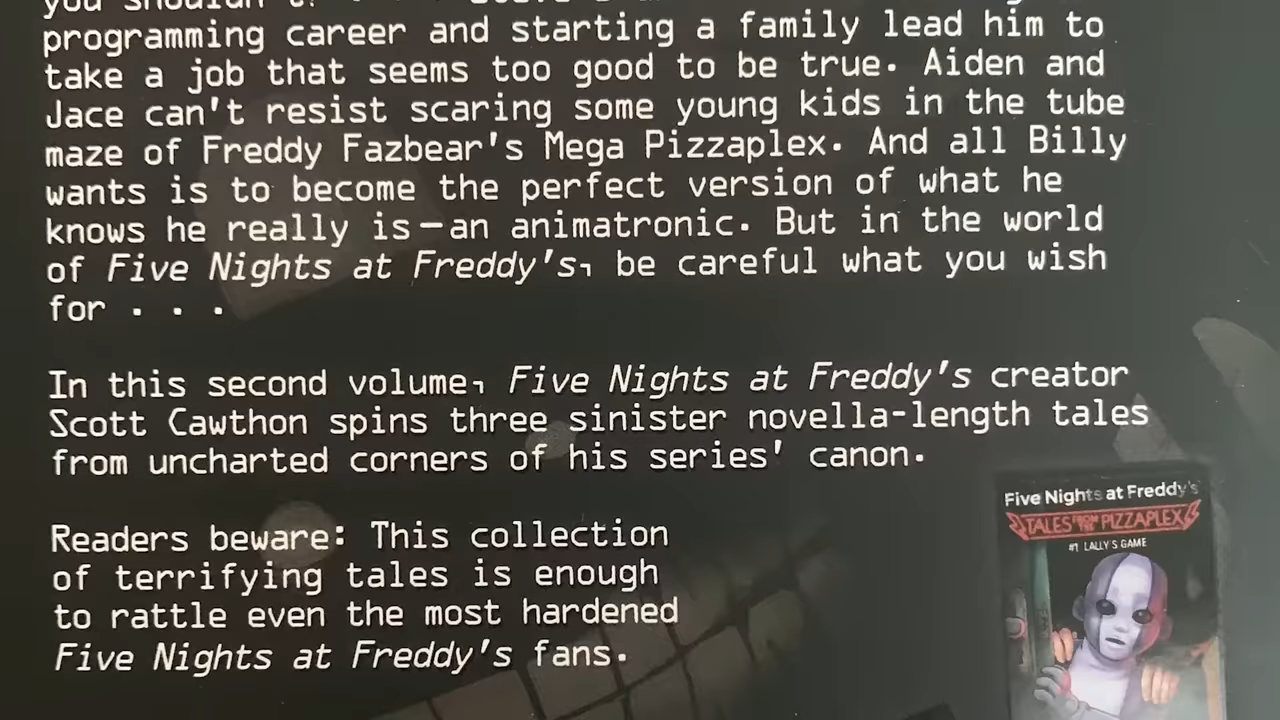 you shouldn't?
programming career and starting a family lead him to
take a job that seems too good to be true. Aiden and
Jace can't resist scaring some young kids in the tube
maze of Freddy Fazbear's Mega Pizzaplex. And all Billy
wants is to become the perfect version of what he
knows he really is—an animatronic. But in the world
of Five Nights at Freddy's, be careful what you wish
for . . .
In this second volume, Five Nights at Freddy's creator
Scott Cawthon spins three sinister novella-length tales
from uncharted corners of his series' canon.
Readers beware: This collection
of terrifying tales is enough
to rattle even the most hardened
Five Nights at Freddy's fans.
Five Nights at Freddy's
TALES FROM THE PIZZAPLEX
#1 LALLY'S GAME